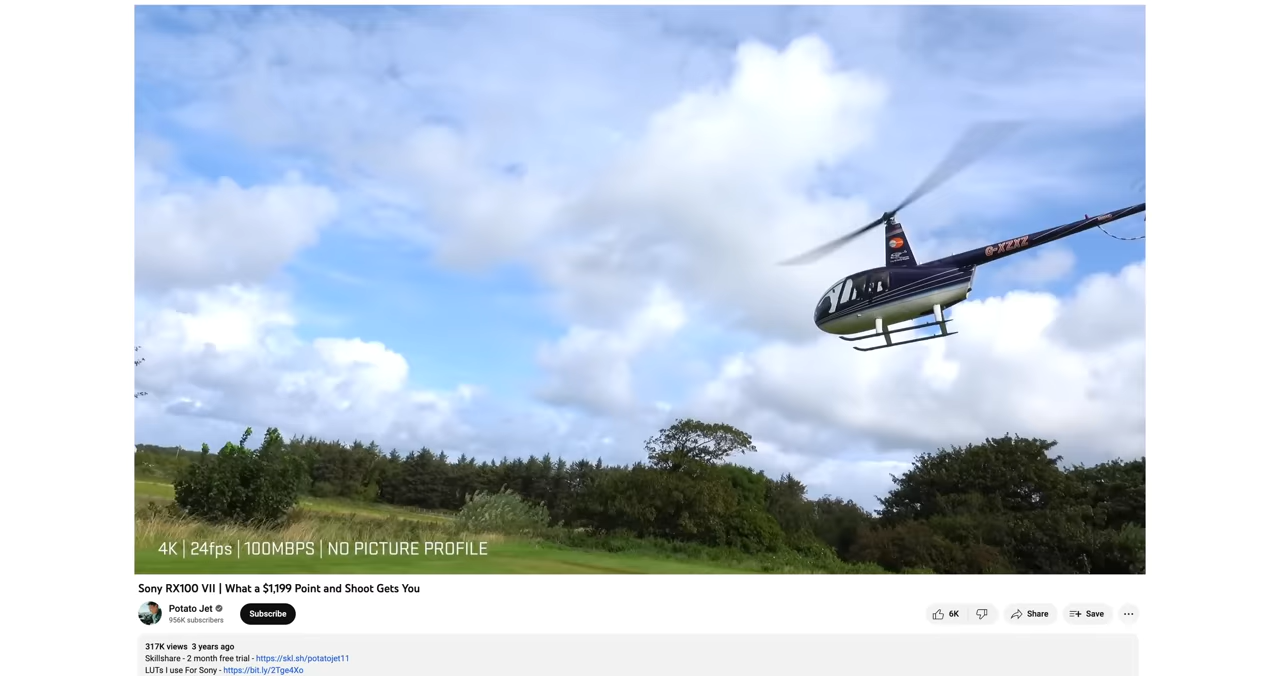 G-XZXZ
4K | 24fps | 100MBPS | NO PICTURE PROFILE
Sony RX100 VII | What a $1,199 Point and Shoot Gets You
Potato Jet
956K subscribers
Subscribe
6K
Share
Save
317K views 3 years ago
Skillshare - 2 month free trial - https://skl.sh/potatojet11
LUTs I use For Sony - https://bit.ly/2Tge4Xo